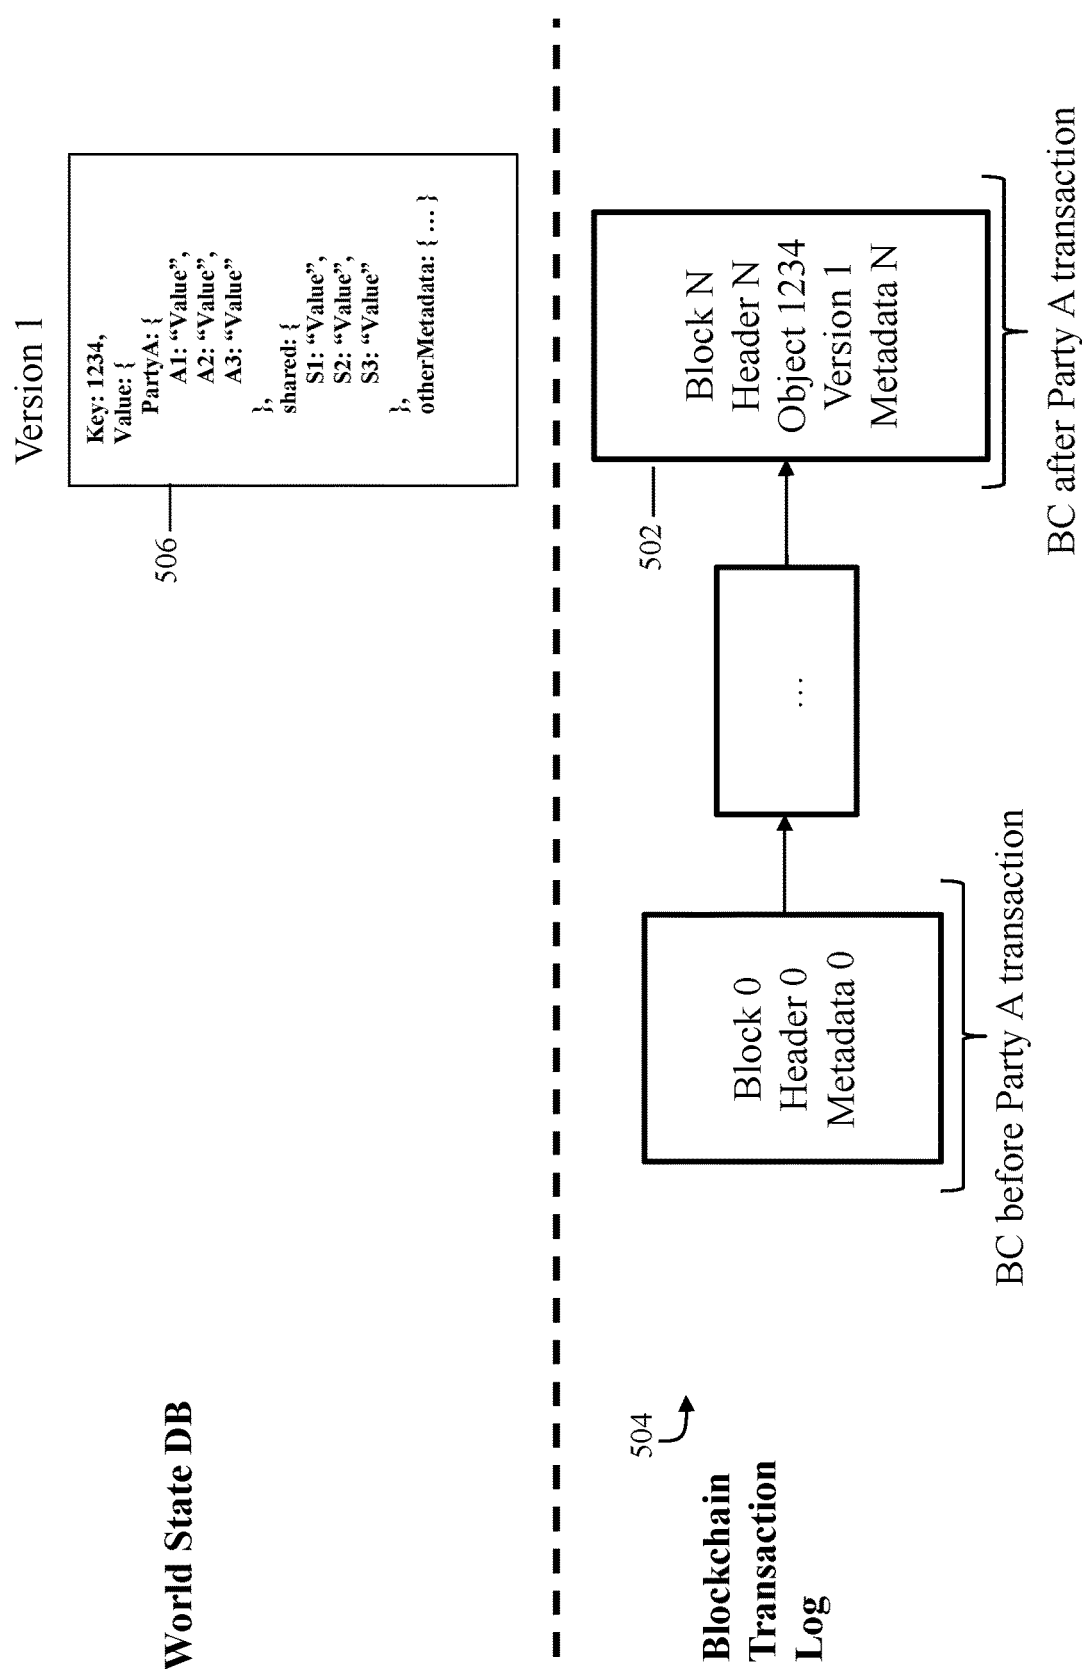 World State DB
Version 1
Key: 1234,
Value: {
PartyA: {
A1: “Value”,
A2: “Value”,
A3: “Value”
},
shared: {
S1: “Value”,
S2: “Value”,
S3: “Value”
},
otherMetadata: { … }
506
Blockchain
Transaction
Log
504
Block 0
Header 0
Metadata 0
BC before Party A transaction
…
502
Block N
Header N
Object 1234
Version 1
Metadata N
BC after Party A transaction